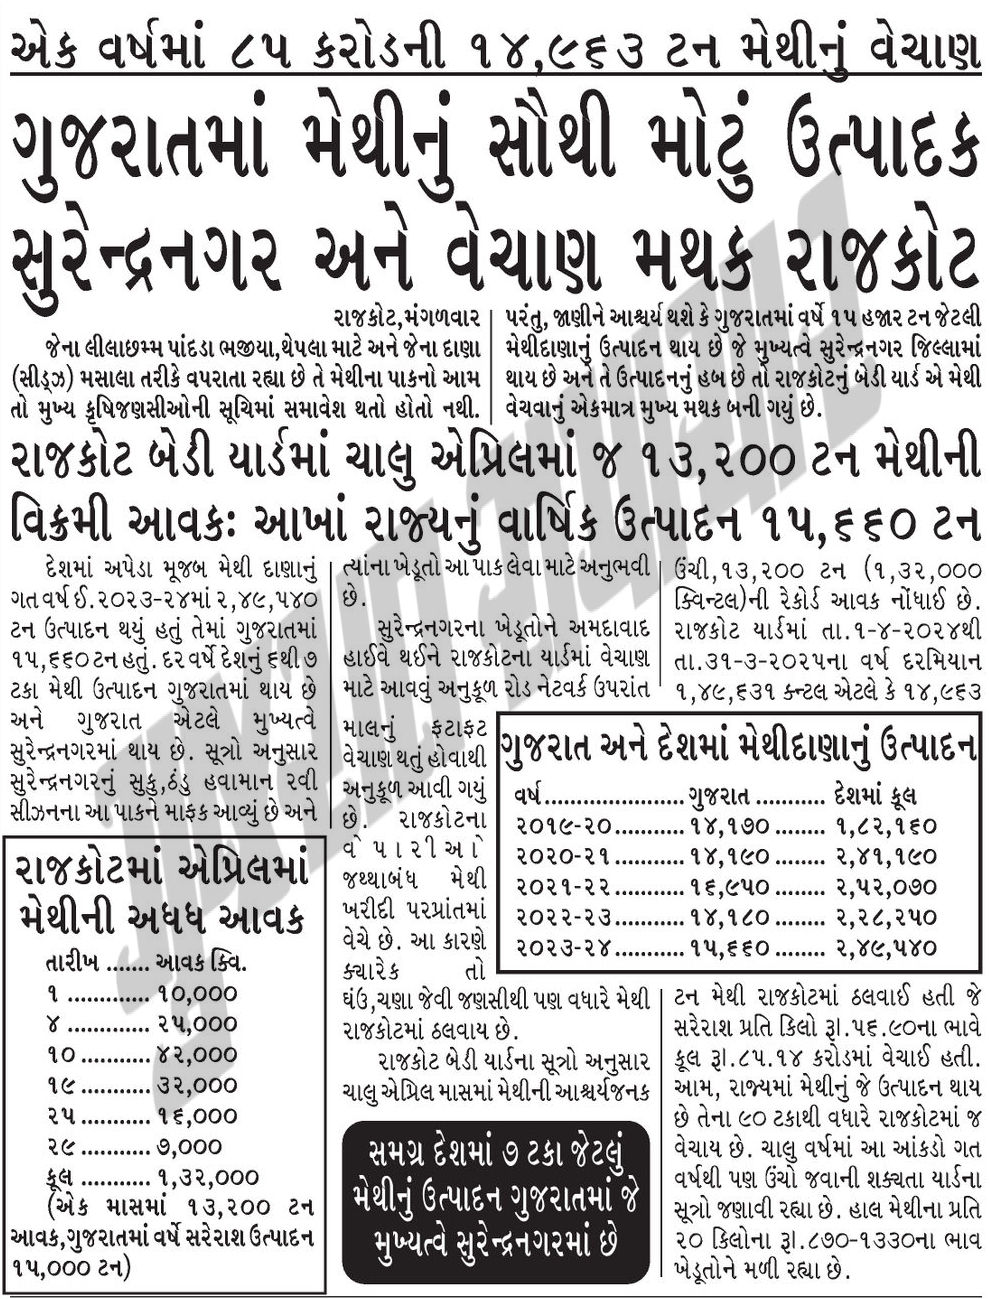 એક વર્ષમાં ૮૫ કરોડની ૧૪,૯૬૩ ટન મેથીનું વેચાણ
ગુજરાતમાં મેથીનું સૌથી મોટું ઉત્પાદક
સુરેન્દ્રનગર અને વેચાણ મથક રાજકોટ
રાજકોટ,મંગળવાર
જેના લીલાછમ્મ પાંદડા ભજીયા,થેપલા માટે અને જેના દાણા
(સીડ્ઝ) મસાલા તરીકે વપરાતા રહ્યા છે તે મેથીના પાકનો આમ
તો મુખ્ય કૃષિજણસીઓની સૂચિમાં સમાવેશ થતો હોતો નથી.
પરંતુ, જાણીને આશ્ચર્ય થશે કે ગુજરાતમાં વર્ષે ૧૫ હજાર ટન જેટલી
મેથીદાણાનું ઉત્પાદન થાય છે જે મુખ્યત્વે સુરેન્દ્રનગર જિલ્લામાં
થાય છે અને તે ઉત્પાદનનું હબ છે તો રાજકોટનું બેડી યાર્ડ એ મેથી
વેચવાનું એકમાત્ર મુખ્ય મથક બની ગયું છે.
રાજકોટ બેડી યાર્ડમાં ચાલુ એપ્રિલમાં જ ૧૩,૨૦૦ ટન મેથીની
વિક્રમી આવકઃ આખાં રાજ્યનું વાર્ષિક ઉત્પાદન ૧૫,૬૬૦ ટન
દેશમાં અપેડા મૂજબ મેથી દાણાનું
ગત વર્ષ ઈ.૨૦૨૩-૨૪માં ૨,૪૯,૫૪૦
ટન ઉત્પાદન થયું હતું તેમાં ગુજરાતમાં
૧૫,૬૬૦ ટન હતું. દર વર્ષે દેશનું ૬થી ૭
ટકા મેથી ઉત્પાદન ગુજરાતમાં થાય છે
અને ગુજરાત એટલે મુખ્યત્વે
સુરેન્દ્રનગરમાં થાય છે. સૂત્રો અનુસાર
સુરેન્દ્રનગરનું સુકુ,ઠંડુ હવામાન રવી
સીઝનના આ પાકને માફક આવ્યું છે અને
રાજકોટમાં એપ્રિલમાં
મેથીની અધધ આવક
તારીખ ....... આવક ક્વિ.
૧ ............. ૧૦,૦૦૦
૪ ............. ૨૫,૦૦૦
૧૦ ........... ૪૨,૦૦૦
૧૯ ........... ૩૨,૦૦૦
૨૫ ........... ૧૬,૦૦૦
૨૯ ........... ૭,૦૦૦
કૂલ ........... ૧,૩૨,૦૦૦
(એક માસમાં ૧૩,૨૦૦ ટન
આવક,ગુજરાતમાં વર્ષે સરેરાશ ઉત્પાદન
૧૫,૦૦૦ ટન)
ત્યાંના ખેડૂતો આ પાક લેવા માટે અનુભવી
છે.
સુરેન્દ્રનગરના ખેડૂતોને અમદાવાદ
હાઈવે થઈને રાજકોટના યાર્ડમાં વેચાણ
માટે આવવું અનુકૂળ રોડ નેટવર્ક ઉપરાંત
માલનું ફટાફટ
વેચાણ થતું હોવાથી
અનુકૂળ આવી ગયું
છે. રાજકોટના
વેપારીઓ
જથ્થાબંધ મેથી
ખરીદી પરપ્રાંતમાં
વેચે છે. આ કારણે
ક્યારેક તો
ઘંઉ,ચણા જેવી જણસીથી પણ વધારે મેથી
રાજકોટમાં ઠલવાય છે.
રાજકોટ બેડી યાર્ડના સૂત્રો અનુસાર
ચાલુ એપ્રિલ માસમાં મેથીની આશ્ચર્યજનક
સમગ્ર દેશમાં ૭ ટકા જેટલું
મેથીનું ઉત્પાદન ગુજરાતમાં જે
મુખ્યત્વે સુરેન્દ્રનગરમાં છે
ઉંચી,૧૩,૨૦૦ ટન (૧,૩૨,૦૦૦
ક્વિન્ટલ)ની રેકોર્ડ આવક નોંધાઈ છે.
રાજકોટ યાર્ડમાં તા.૧-૪-૨૦૨૪થી
તા.૩૧-૩-૨૦૨૫ના વર્ષ દરમિયાન
૧,૪૯,૬૩૧ ક્ન્ટલ એટલે કે ૧૪,૯૬૩
ગુજરાત અને દેશમાં મેથીદાણાનું ઉત્પાદન
વર્ષ ...................... ગુજરાત ........... દેશમાં કૂલ
૨૦૧૯-૨૦ ........... ૧૪,૧૭૦ ........ ૧,૮૨,૧૬૦
૨૦૨૦-૨૧ ........... ૧૪,૧૯૦ ........ ૨,૪૧,૧૯૦
૨૦૨૧-૨૨ ........... ૧૬,૯૫૦ ........ ૨,૫૨,૦૭૦
૨૦૨૨-૨૩ ........... ૧૪,૧૮૦ ........ ૨,૨૮,૨૫૦
૨૦૨૩-૨૪ ........... ૧૫,૬૬૦ ........ ૨,૪૯,૫૪૦
ટન મેથી રાજકોટમાં ઠલવાઈ હતી જે
સરેરાશ પ્રતિ કિલો રૂા.૫૬.૯૦ના ભાવે
કૂલ રૂા.૮૫.૧૪ કરોડમાં વેચાઈ હતી.
આમ, રાજ્યમાં મેથીનું જે ઉત્પાદન થાય
છે તેના ૯૦ ટકાથી વધારે રાજકોટમાં જ
વેચાય છે. ચાલુ વર્ષમાં આ આંકડો ગત
વર્ષથી પણ ઉંચો જવાની શક્યતા યાર્ડના
સૂત્રો જણાવી રહ્યા છે. હાલ મેથીના પ્રતિ
૨૦ કિલોના રૂા.૮૭૦-૧૩૩૦ના ભાવ
ખેડૂતોને મળી રહ્યા છે.
ગુજરાત સમાચાર